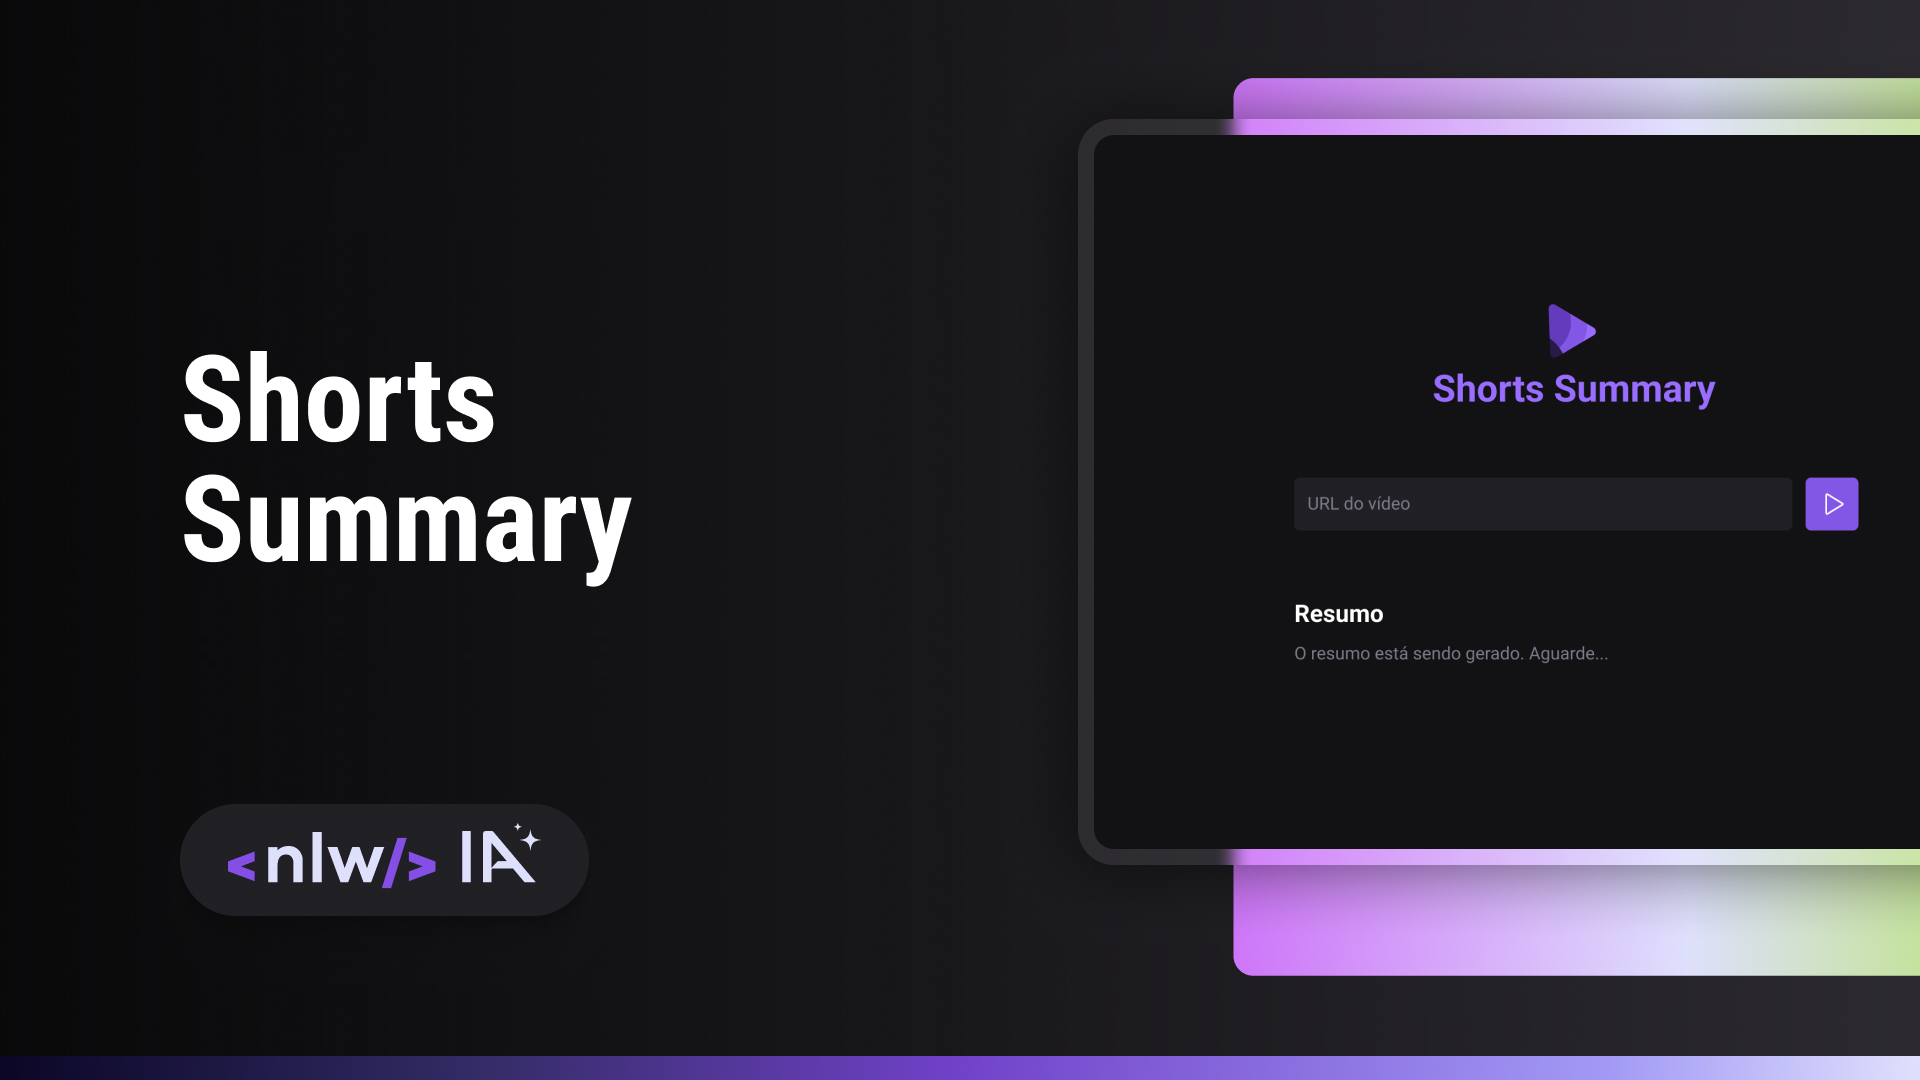 Shorts
Summary
<nlw/> IA
Shorts Summary
URL do vídeo
Resumo
O resumo está sendo gerado. Aguarde...